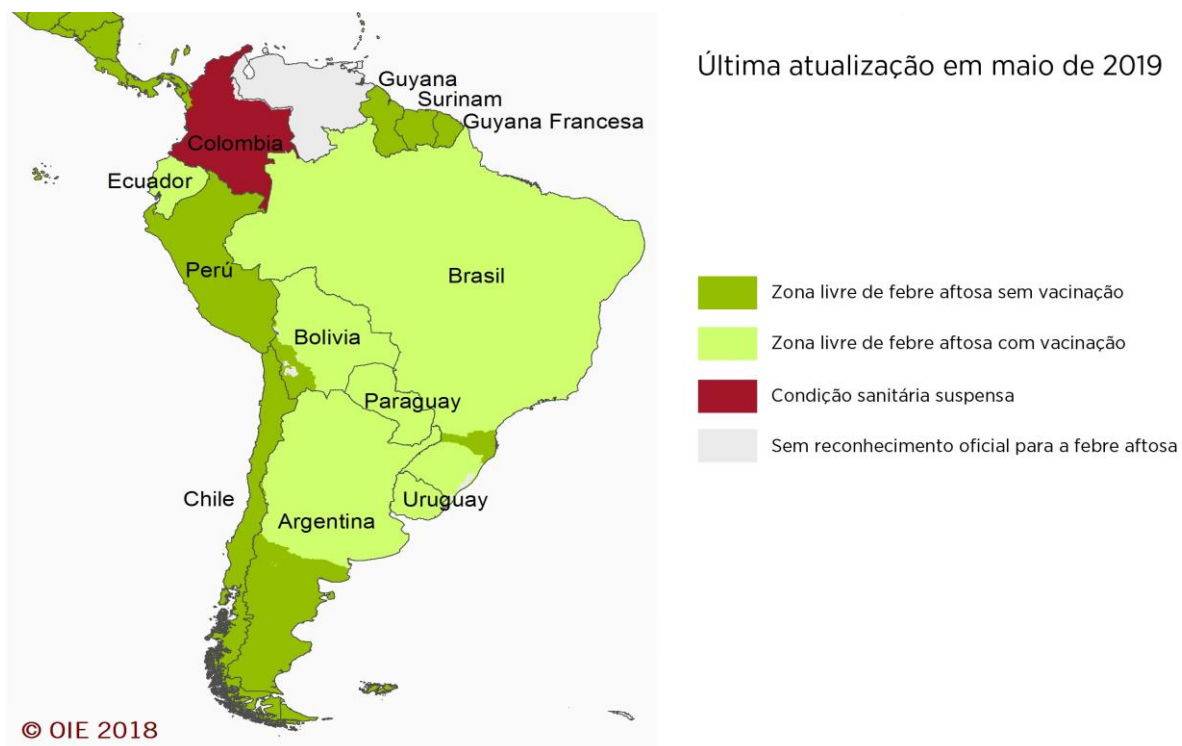 Última atualização em maio de 2019
Guyana
Surinam
Guyana Francesa
Colombia
Ecuador
Perú
Brasil
Bolivia
Paraguay
Chile
Uruguay
Argentina
© OIE 2018
Zona livre de febre aftosa sem vacinação
Zona livre de febre aftosa com vacinação
Condição sanitária suspensa
Sem reconhecimento oficial para a febre aftosa